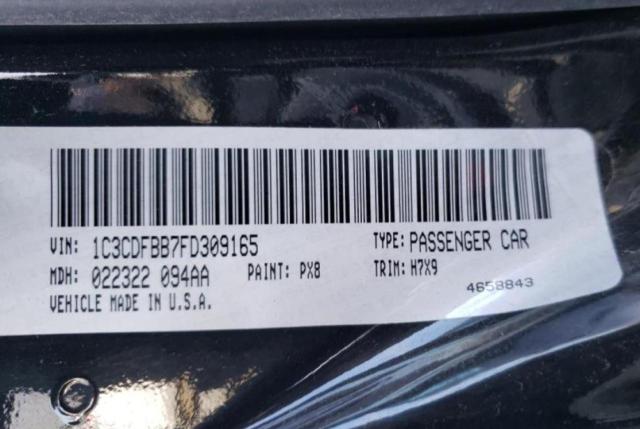 VIN: 1C3CDFBB7FD309165 TYPE: PASSENGER CAR
MDH: 022322 094AA PAINT: PX8 TRIM: H7X9
VEHICLE MADE IN U.S.A. 4658843